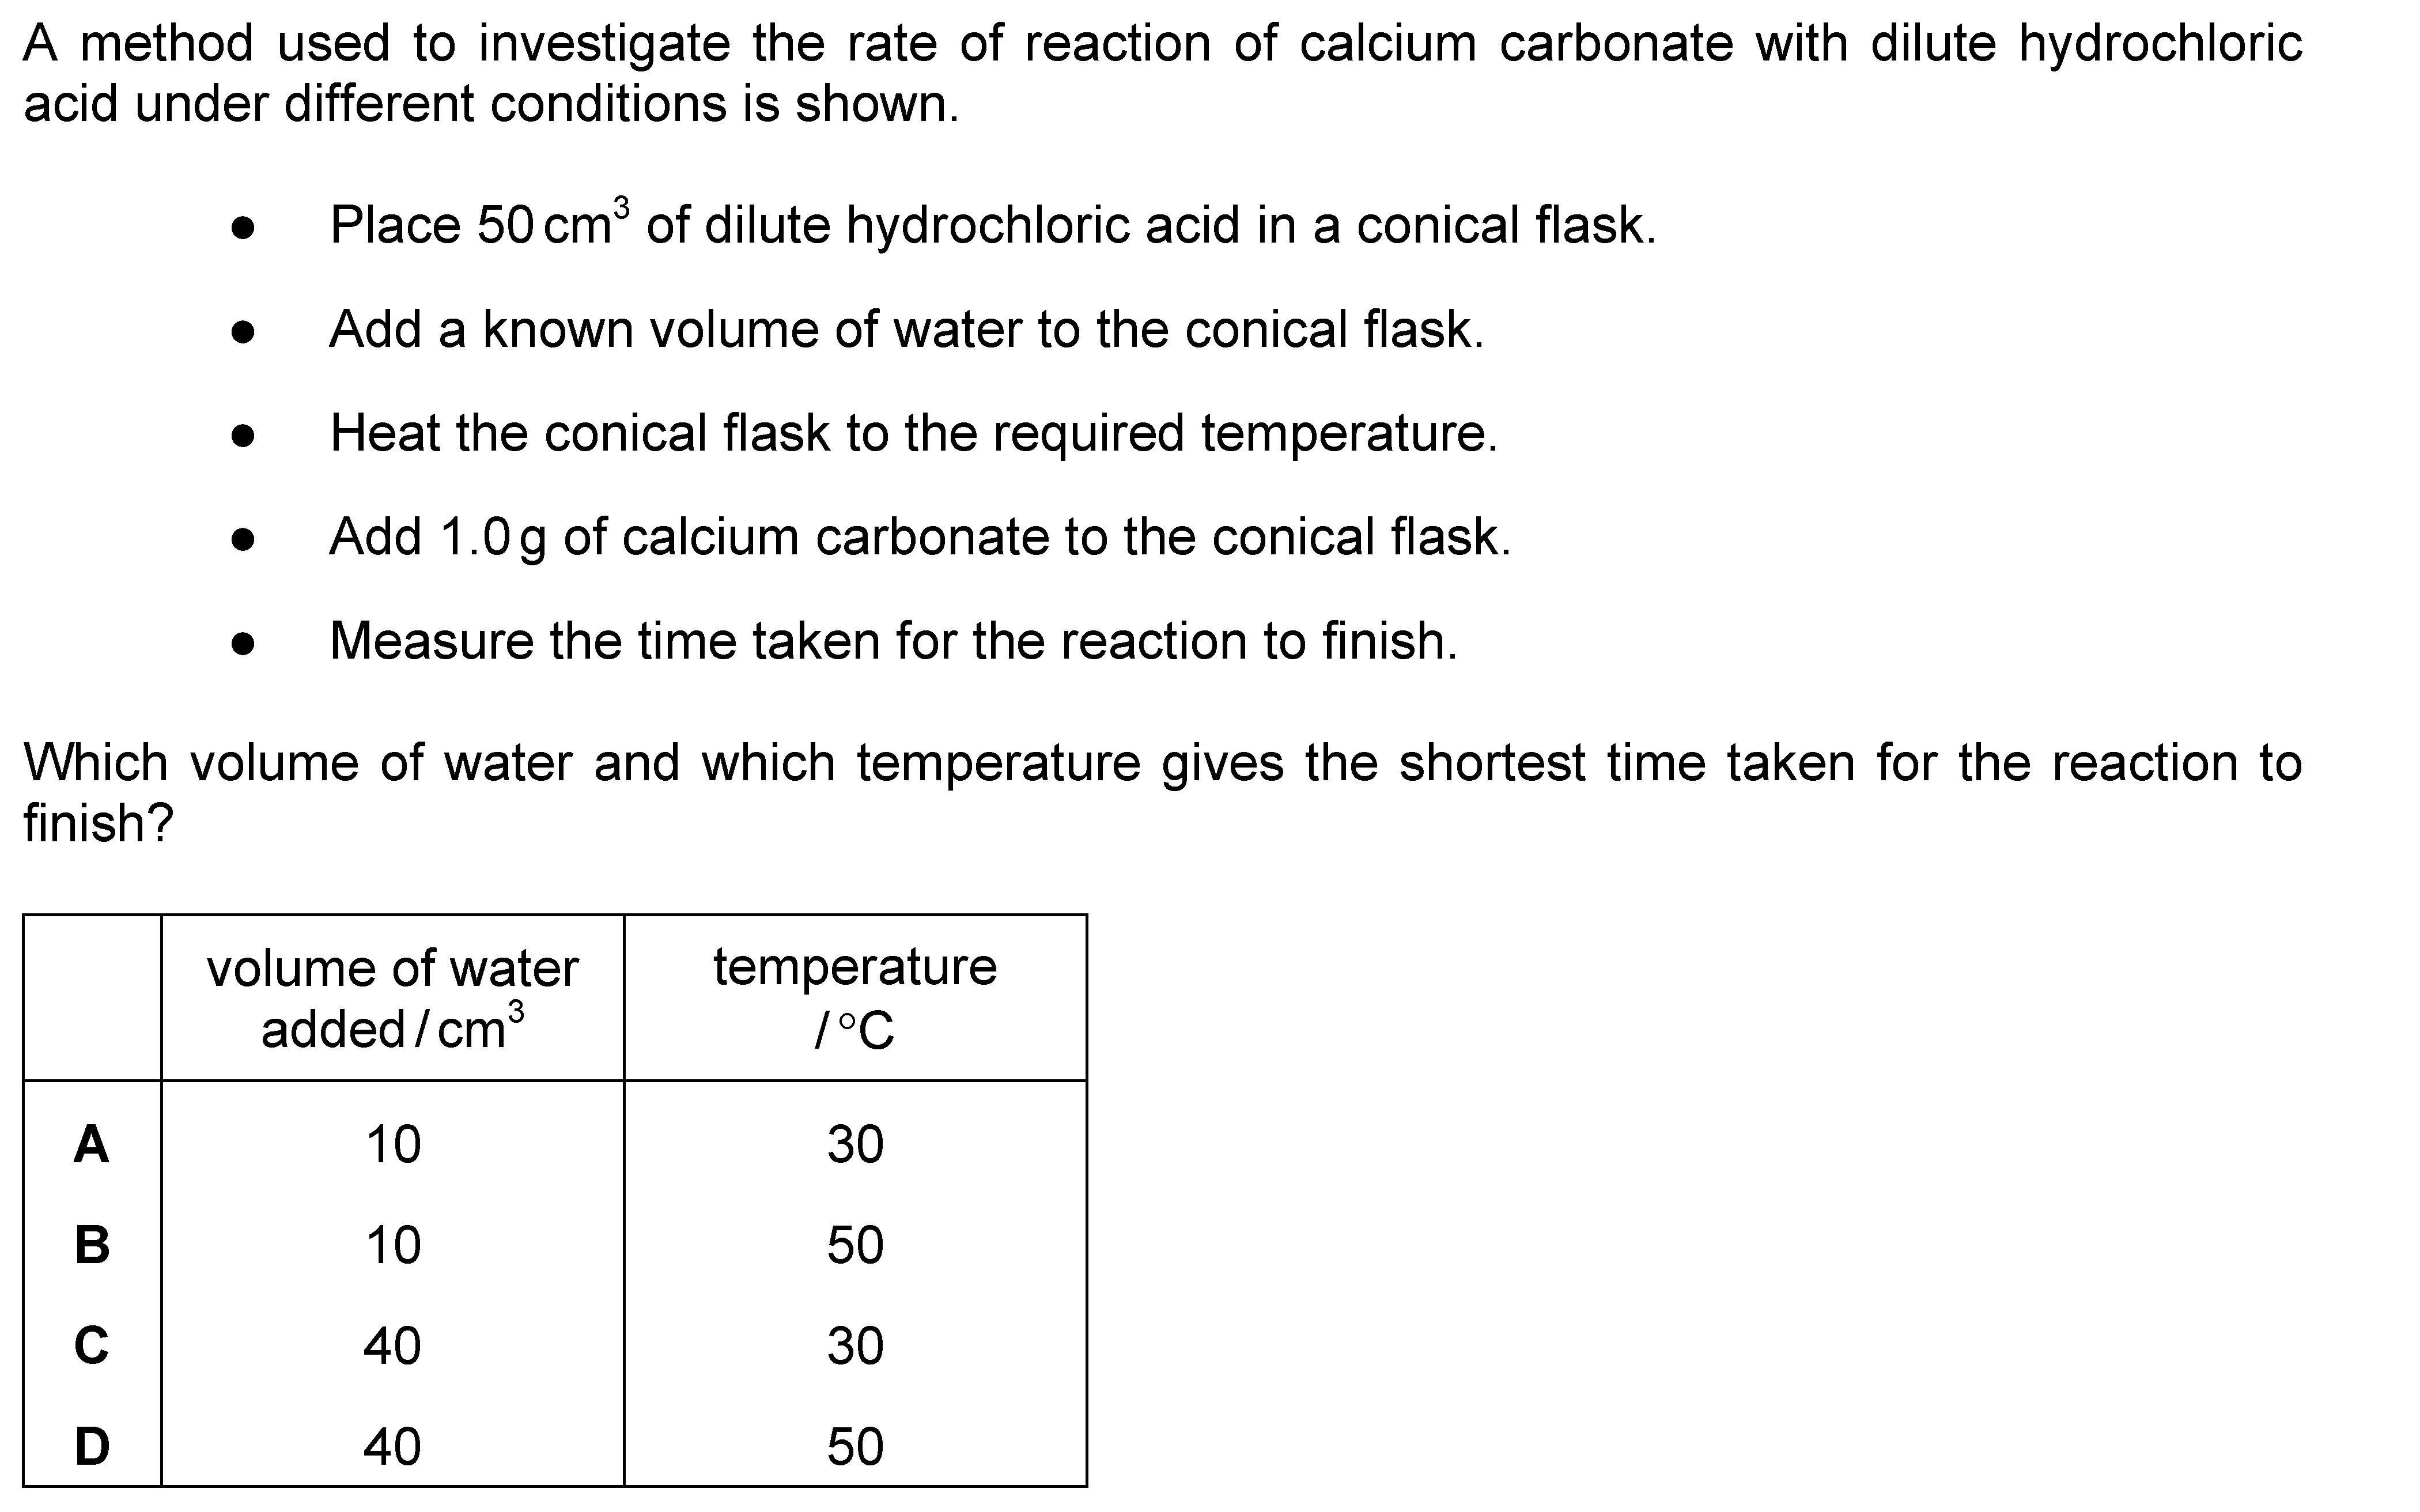 A method used to investigate the rate of reaction of calcium carbonate with dilute hydrochloric
acid under different conditions is shown.
● Place 50 cm³ of dilute hydrochloric acid in a conical flask.
● Add a known volume of water to the conical flask.
● Heat the conical flask to the required temperature.
● Add 1.0 g of calcium carbonate to the conical flask.
● Measure the time taken for the reaction to finish.
Which volume of water and which temperature gives the shortest time taken for the reaction to
finish?
volume of water temperature
added / cm³ / °C
A 10 30
B 10 50
C 40 30
D 40 50